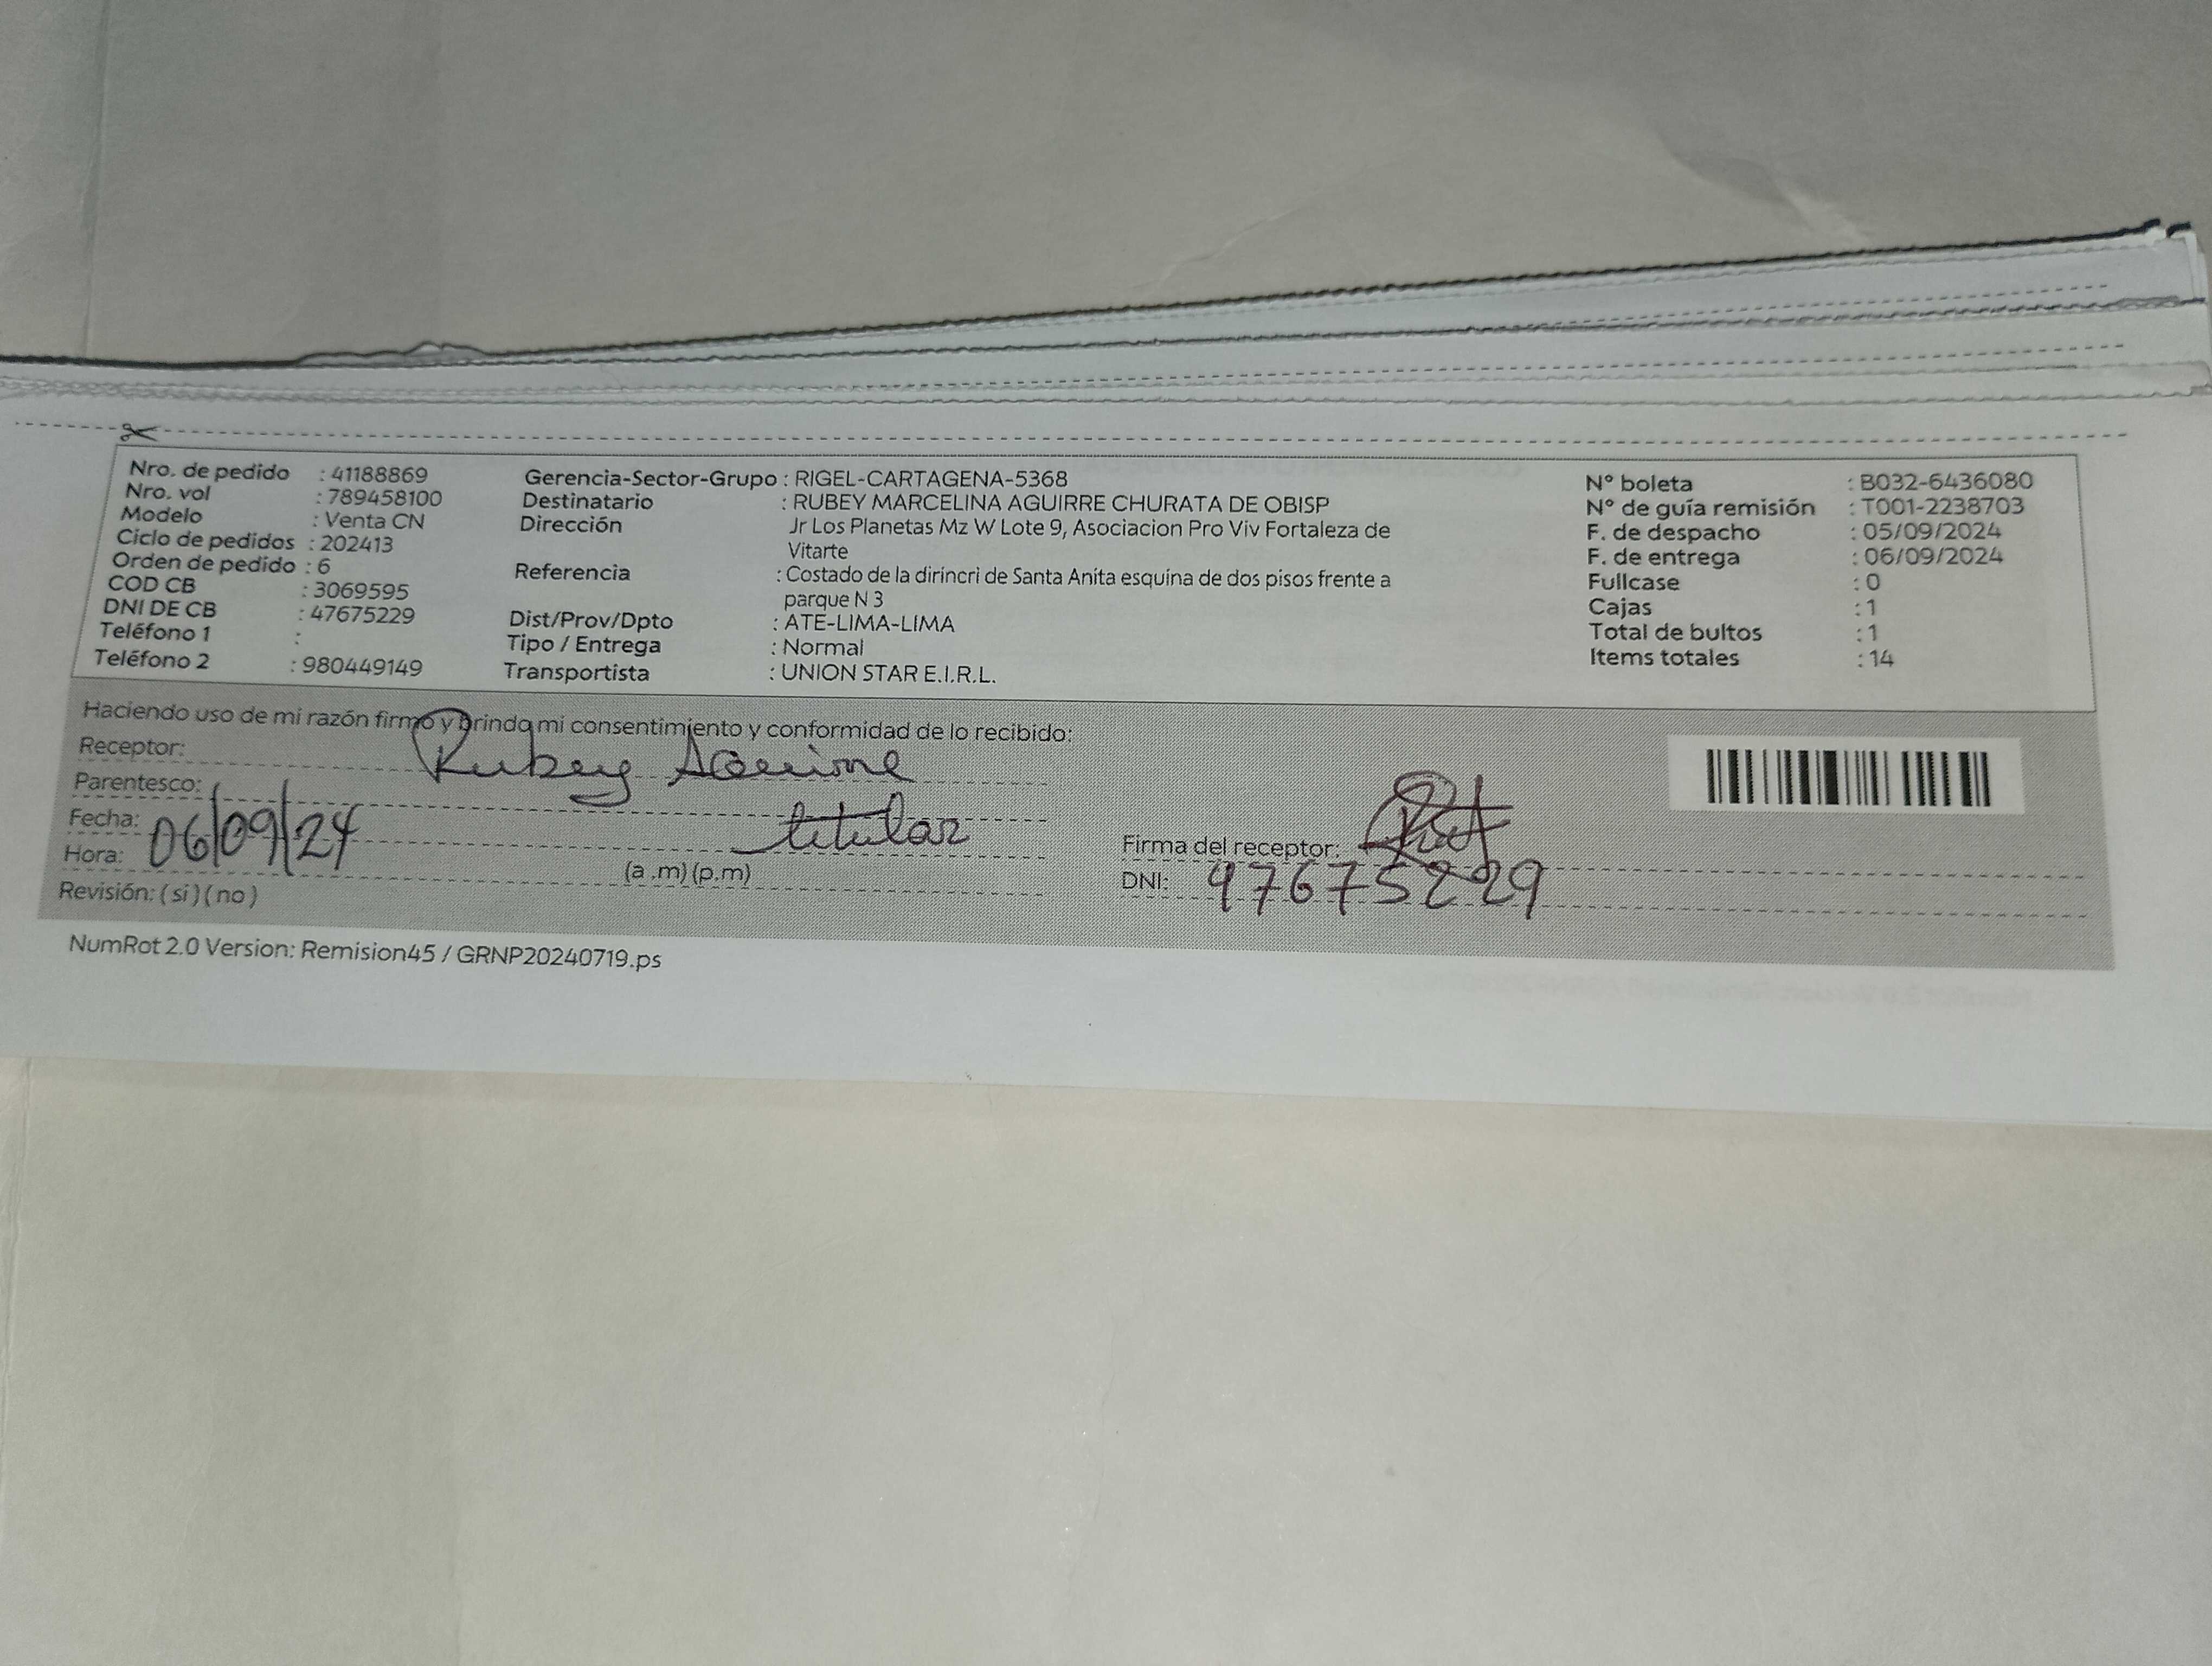 Nro. de pedido : 41188869
Nro. vol : 789458100
Modelo : Venta CN
Ciclo de pedidos : 202413
Orden de pedido : 6
COD CB : 3069595
DNI DE CB : 47675229
Teléfono 1 :
Teléfono 2 : 980449149
Gerencia-Sector-Grupo : RIGEL-CARTAGENA-5368
Destinatario : RUBEY MARCELINA AGUIRRE CHURATA DE OBISP
Dirección Jr Los Planetas Mz W Lote 9, Asociacion Pro Viv Fortaleza de
Vitarte
Referencia : Costado de la dirincri de Santa Anita esquina de dos pisos frente a
parque N 3
Dist/Prov/Dpto : ATE-LIMA-LIMA
Tipo / Entrega : Normal
Transportista : UNION STAR E.I.R.L.
N° boleta : B032-6436080
N° de guía remisión : T001-2238703
F. de despacho : 05/09/2024
F. de entrega : 06/09/2024
Fullcase : 0
Cajas : 1
Total de bultos : 1
Items totales : 14
Haciendo uso de mi razón firmo y brindo mi consentimiento y conformidad de lo recibido:
Receptor: Rubey
Parentesco: titular
Fecha: 06/09/24
Hora: (a .m) (p.m)
Revisión: ( si ) ( no )
Firma del receptor:
DNI: 47675229
NumRot 2.0 Version: Remision45 / GRNP20240719.ps